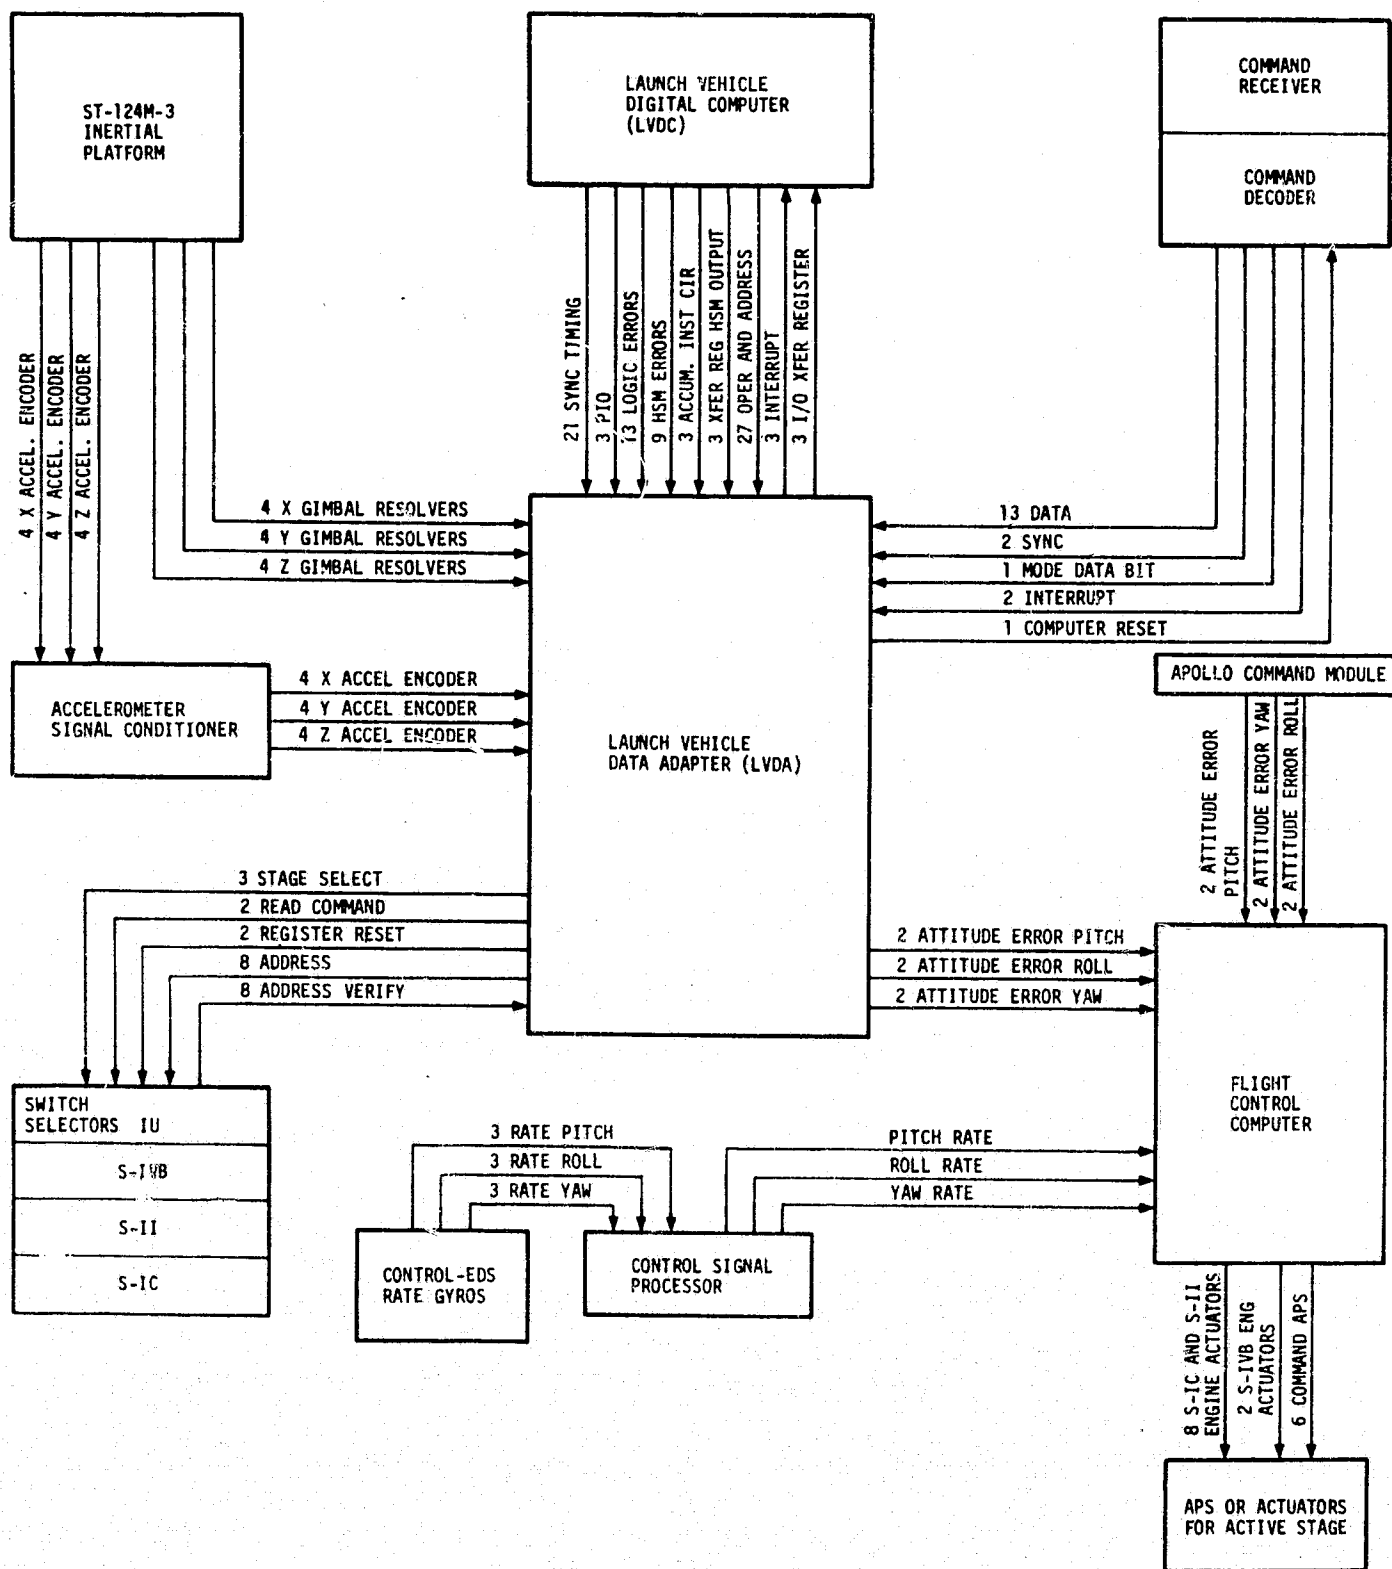 ST-124M-3
INERTIAL
PLATFORM
LAUNCH VEHICLE
DIGITAL COMPUTER
(LVDC)
COMMAND
RECEIVER
COMMAND
DECODER
4 X ACCEL. ENCODER
4 Y ACCEL. ENCODER
4 Z ACCEL. ENCODER
21 SYNC TIMING
3 PIO
13 LOGIC ERRORS
9 HSM ERRORS
3 ACCUM. INST CIR
3 XFER REG HSM OUTPUT
27 OPER AND ADDRESS
3 INTERRUPT
3 I/O XFER REGISTER
4 X GIMBAL RESOLVERS
4 Y GIMBAL RESOLVERS
4 Z GIMBAL RESOLVERS
13 DATA
2 SYNC
1 MODE DATA BIT
2 INTERRUPT
1 COMPUTER RESET
ACCELEROMETER
SIGNAL CONDITIONER
4 X ACCEL ENCODER
4 Y ACCEL ENCODER
4 Z ACCEL ENCODER
LAUNCH VEHICLE
DATA ADAPTER (LVDA)
APOLLO COMMAND MODULE
2 ATTITUDE ERROR
PITCH
2 ATTITUDE ERROR YAW
2 ATTITUDE ERROR ROLL
3 STAGE SELECT
2 READ COMMAND
2 REGISTER RESET
8 ADDRESS
8 ADDRESS VERIFY
2 ATTITUDE ERROR PITCH
2 ATTITUDE ERROR ROLL
2 ATTITUDE ERROR YAW
SWITCH
SELECTORS IU
S-IVB
S-II
S-IC
3 RATE PITCH
3 RATE ROLL
3 RATE YAW
CONTROL-EDS
RATE GYROS
CONTROL SIGNAL
PROCESSOR
PITCH RATE
ROLL RATE
YAW RATE
FLIGHT
CONTROL
COMPUTER
8 S-IC AND S-II
ENGINE ACTUATORS
2 S-IVB ENG
ACTUATORS
6 COMMAND APS
APS OR ACTUATORS
FOR ACTIVE STAGE